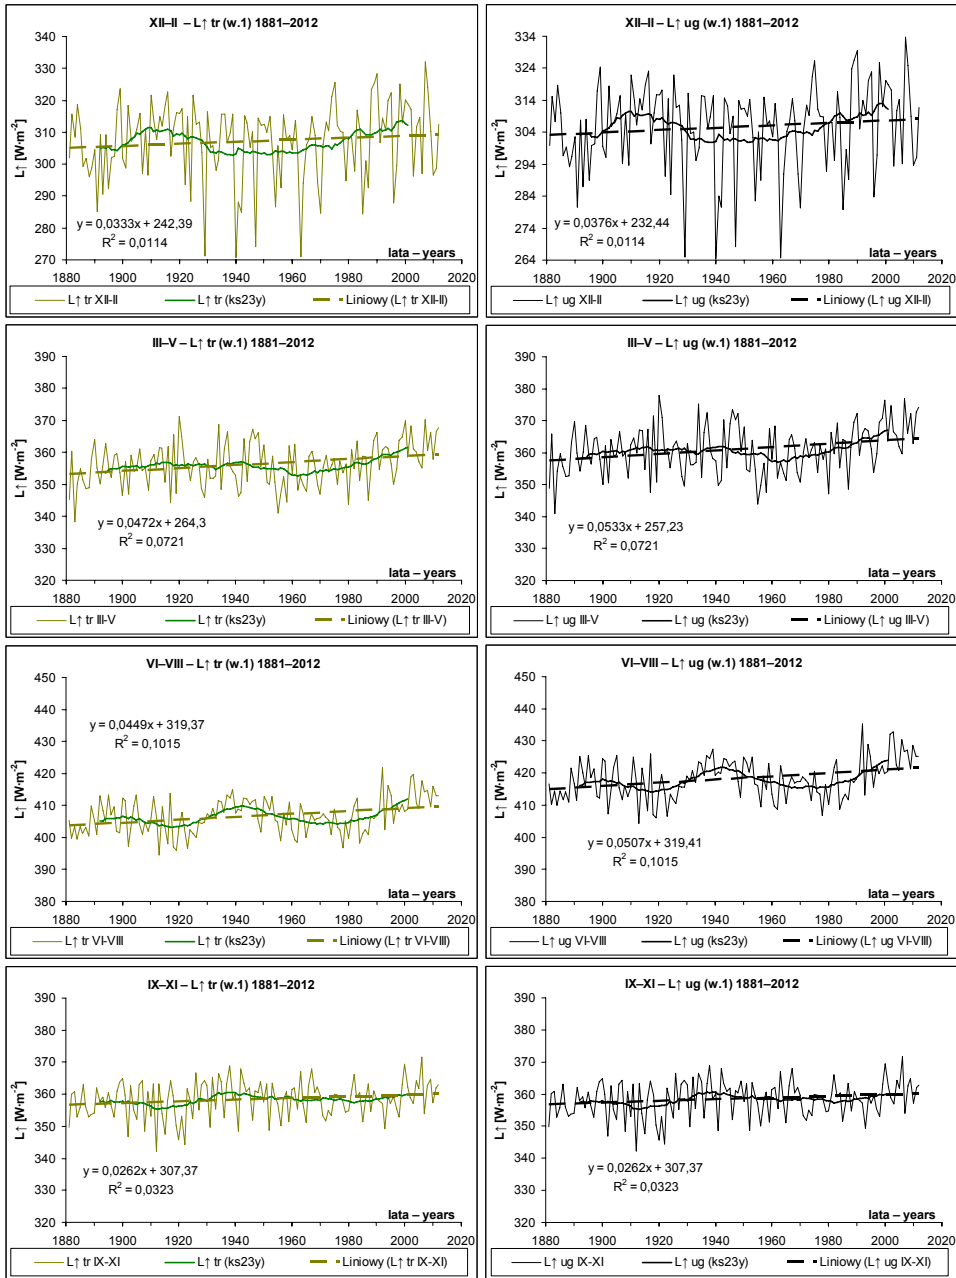 XII–II – L↑ tr (w.1) 1881–2012
340
330
320
310
300
290
280
270
L↑ [W·m-2]
y = 0,0333x + 242,39
R2 = 0,0114
lata – years
1880 1900 1920 1940 1960 1980 2000 2020
L↑ tr XII-II L↑ tr (ks23y) Liniowy (L↑ tr XII-II)
XII–II – L↑ ug (w.1) 1881–2012
334
324
314
304
294
284
274
264
L↑ [W·m-2]
y = 0,0376x + 232,44
R2 = 0,0114
lata – years
1880 1900 1920 1940 1960 1980 2000 2020
L↑ ug XII-II L↑ ug (ks23y) Liniowy (L↑ ug XII-II)
III–V – L↑ tr (w.1) 1881–2012
390
380
370
360
350
340
330
320
L↑ [W·m-2]
y = 0,0472x + 264,3
R2 = 0,0721
lata – years
1880 1900 1920 1940 1960 1980 2000 2020
L↑ tr III-V L↑ tr (ks23y) Liniowy (L↑ tr III-V)
III–V – L↑ ug (w.1) 1881–2012
390
380
370
360
350
340
330
320
L↑ [W·m-2]
y = 0,0533x + 257,23
R2 = 0,0721
lata – years
1880 1900 1920 1940 1960 1980 2000 2020
L↑ ug III-V L↑ ug (ks23y) Liniowy (L↑ ug III-V)
VI–VIII – L↑ tr (w.1) 1881–2012
450
440
430
420
410
400
390
380
L↑ [W·m-2]
y = 0,0449x + 319,37
R2 = 0,1015
lata – years
1880 1900 1920 1940 1960 1980 2000 2020
L↑ tr VI-VIII L↑ tr (ks23y) Liniowy (L↑ tr VI-VIII)
VI–VIII – L↑ ug (w.1) 1881–2012
450
440
430
420
410
400
390
380
L↑ [W·m-2]
y = 0,0507x + 319,41
R2 = 0,1015
lata – years
1880 1900 1920 1940 1960 1980 2000 2020
L↑ ug VI-VIII L↑ ug (ks23y) Liniowy (L↑ ug VI-VIII)
IX–XI – L↑ tr (w.1) 1881–2012
390
380
370
360
350
340
330
320
L↑ [W·m-2]
y = 0,0262x + 307,37
R2 = 0,0323
lata – years
1880 1900 1920 1940 1960 1980 2000 2020
L↑ tr IX-XI L↑ tr (ks23y) Liniowy (L↑ tr IX-XI)
IX–XI – L↑ ug (w.1) 1881–2012
390
380
370
360
350
340
330
320
L↑ [W·m-2]
y = 0,0262x + 307,37
R2 = 0,0323
lata – years
1880 1900 1920 1940 1960 1980 2000 2020
L↑ ug IX-XI L↑ ug (ks23y) Liniowy (L↑ ug IX-XI)